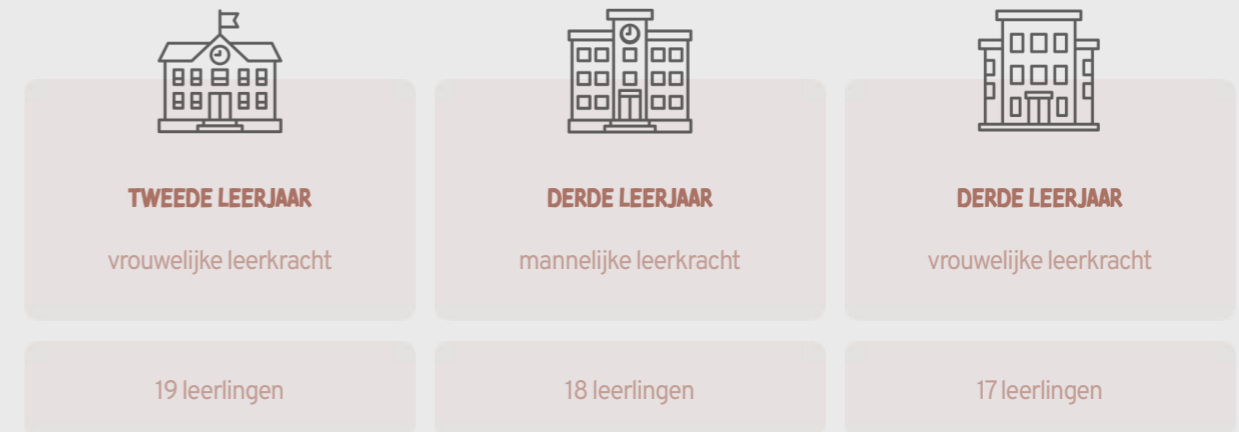 TWEEDE LEERJAAR
vrouwelijke leerkracht
19 leerlingen
DERDE LEERJAAR
mannelijke leerkracht
18 leerlingen
DERDE LEERJAAR
vrouwelijke leerkracht
17 leerlingen